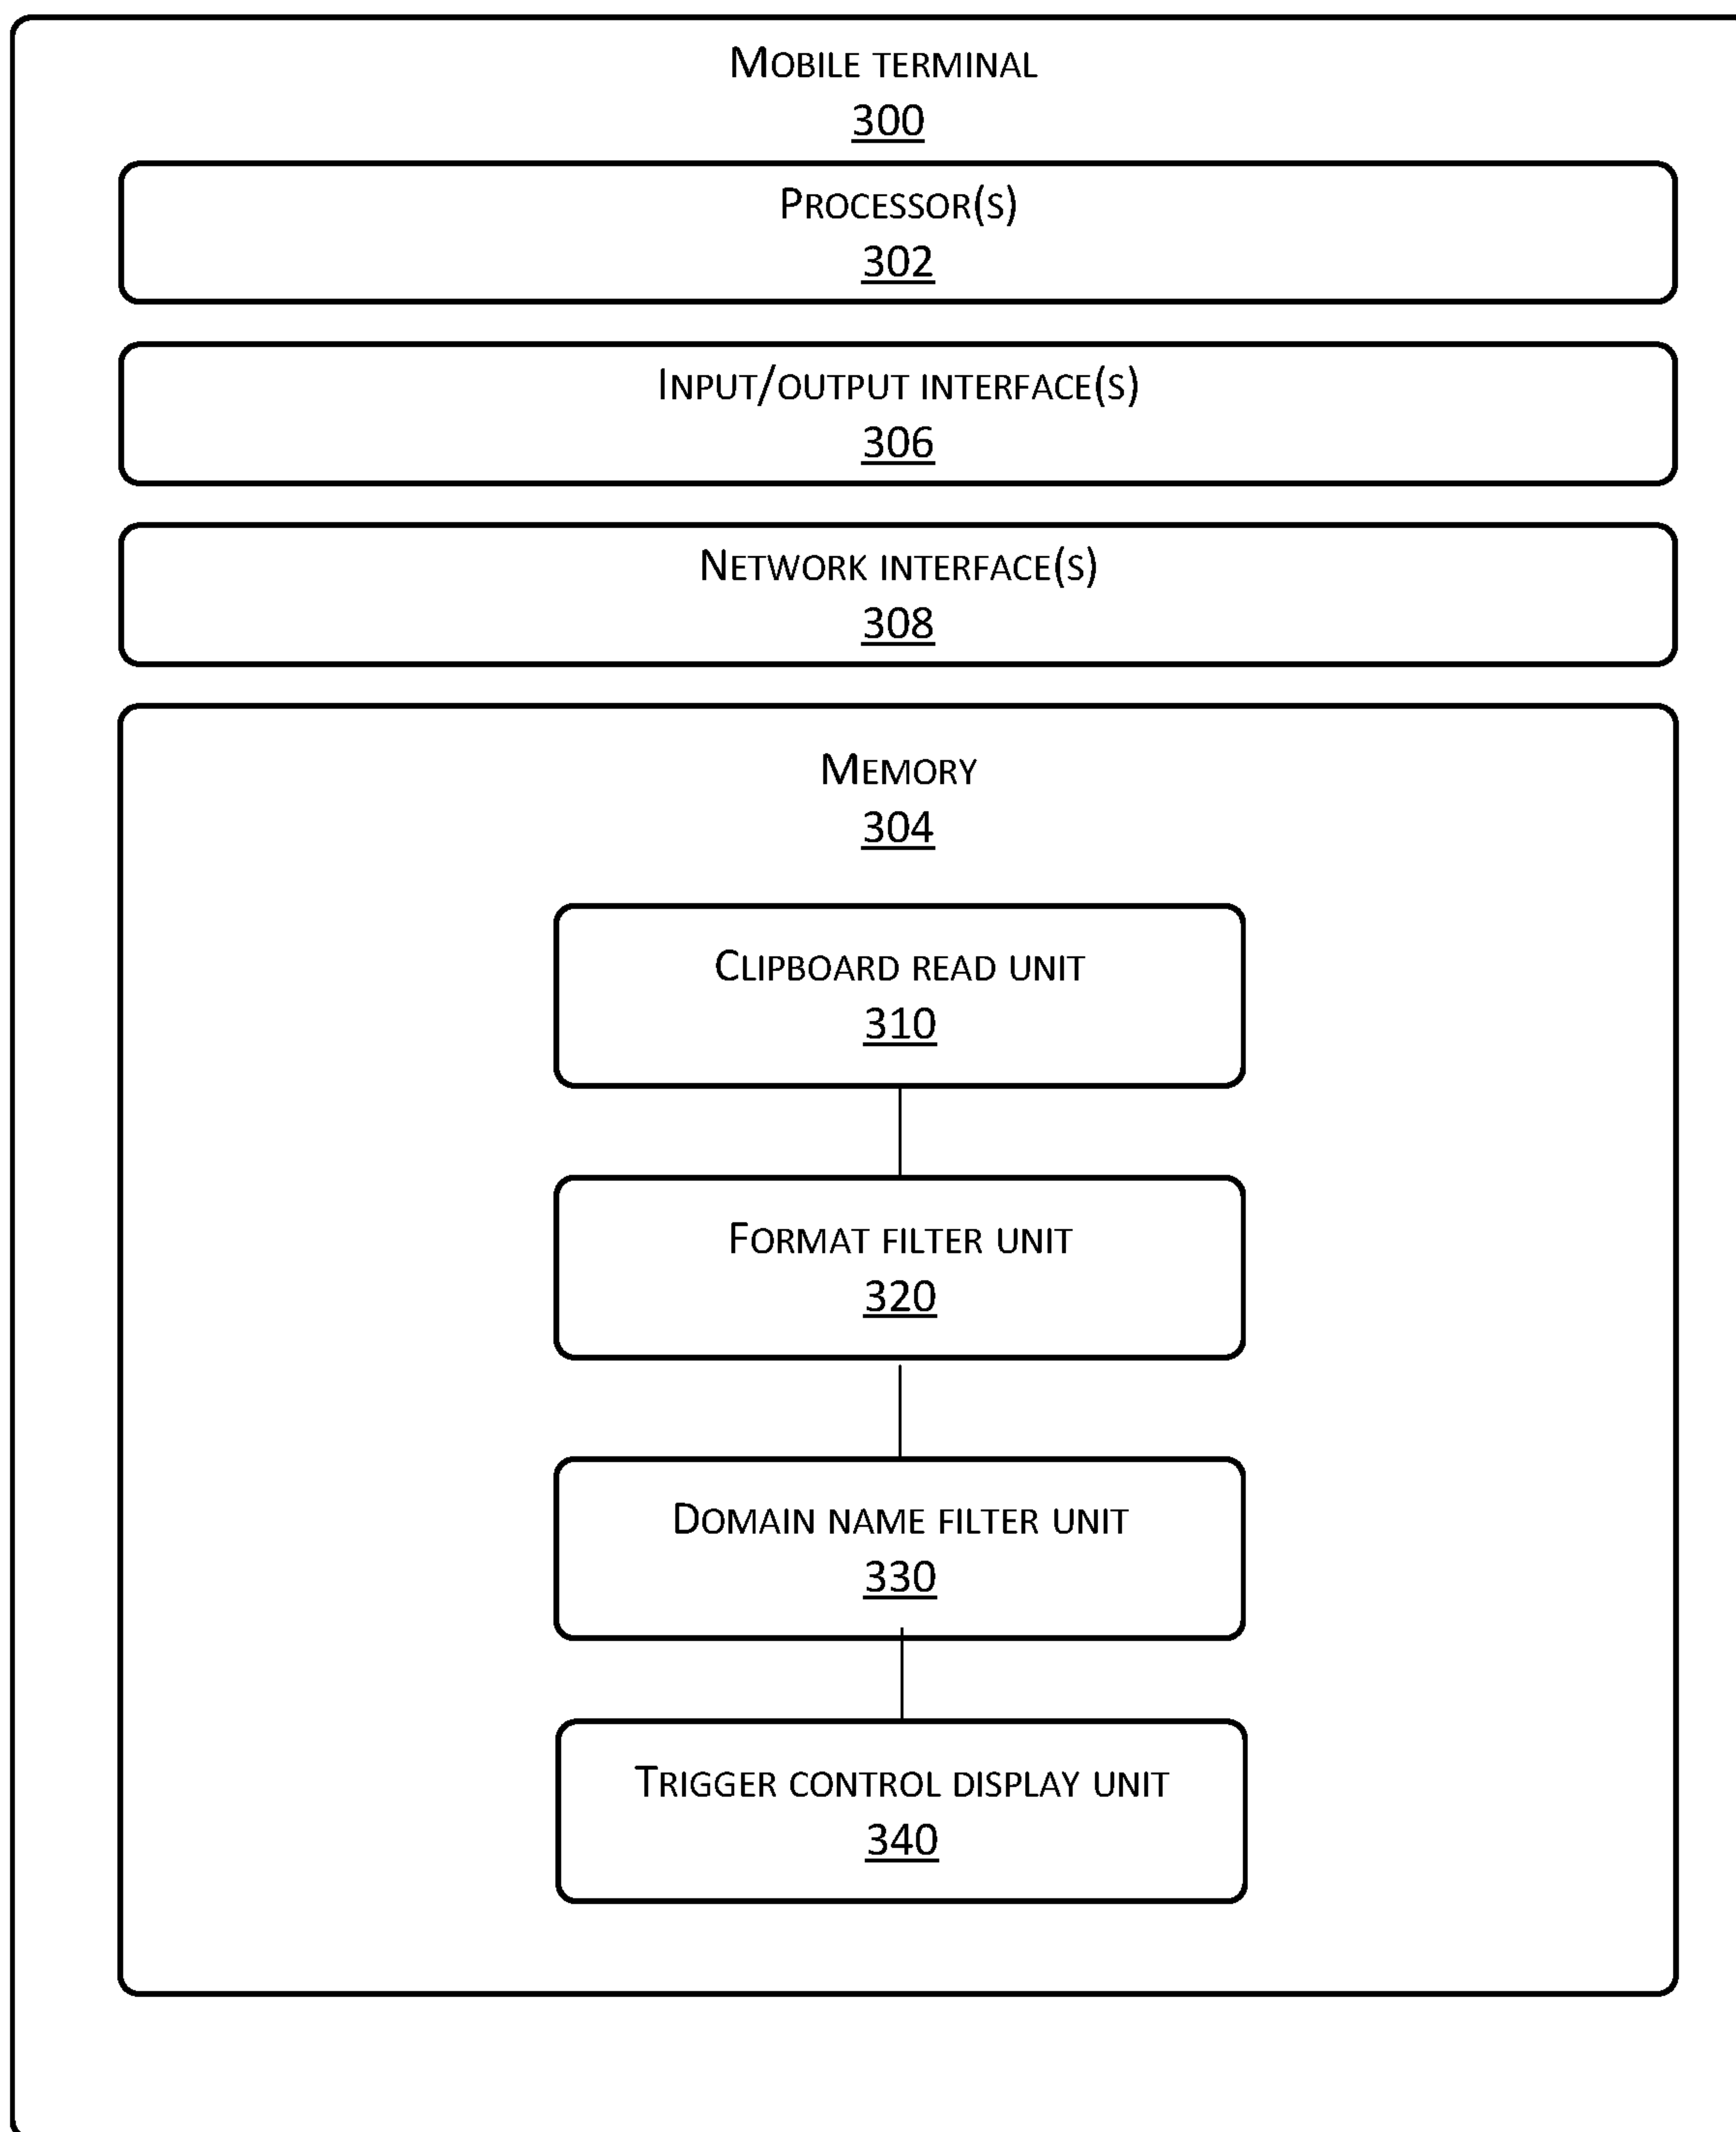 Mobile terminal
300
Processor(s)
302
Input/output interface(s)
306
Network interface(s)
308
Memory
304
Clipboard read unit
310
Format filter unit
320
Domain name filter unit
330
Trigger control display unit
340